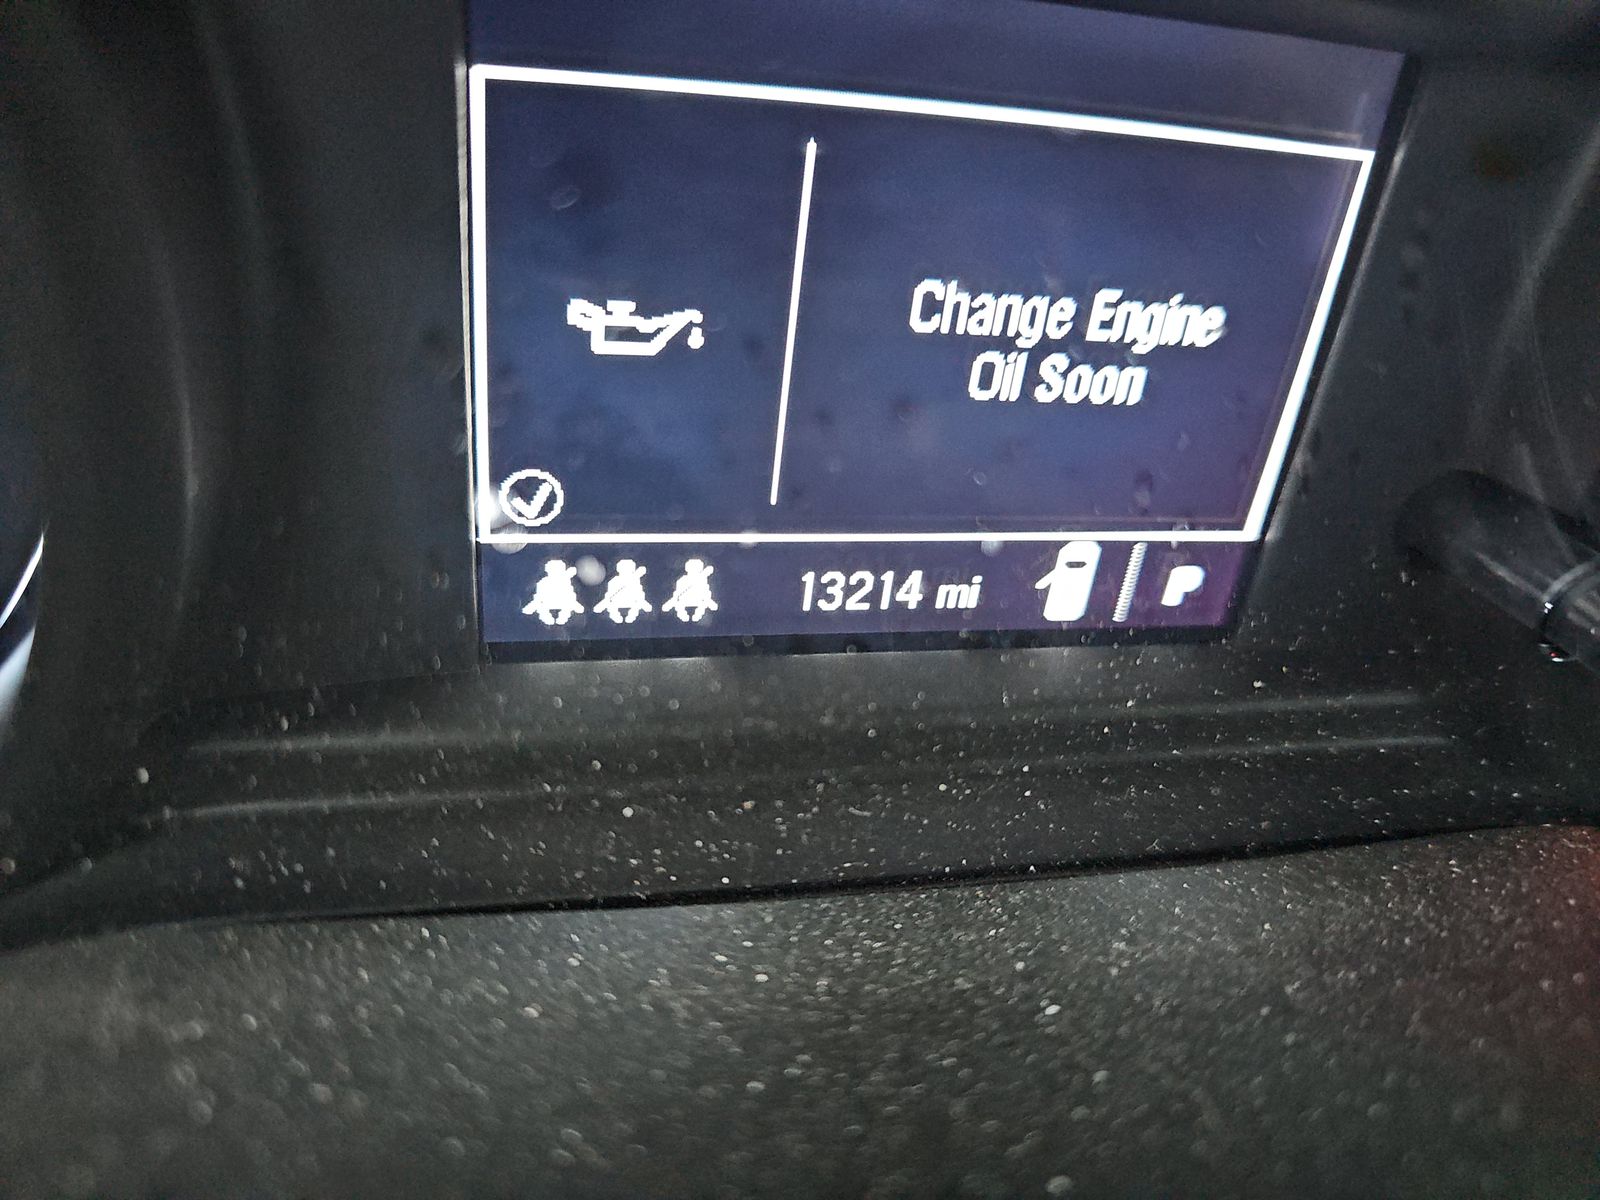 Change Engine
Oil Soon
13214 mi
P